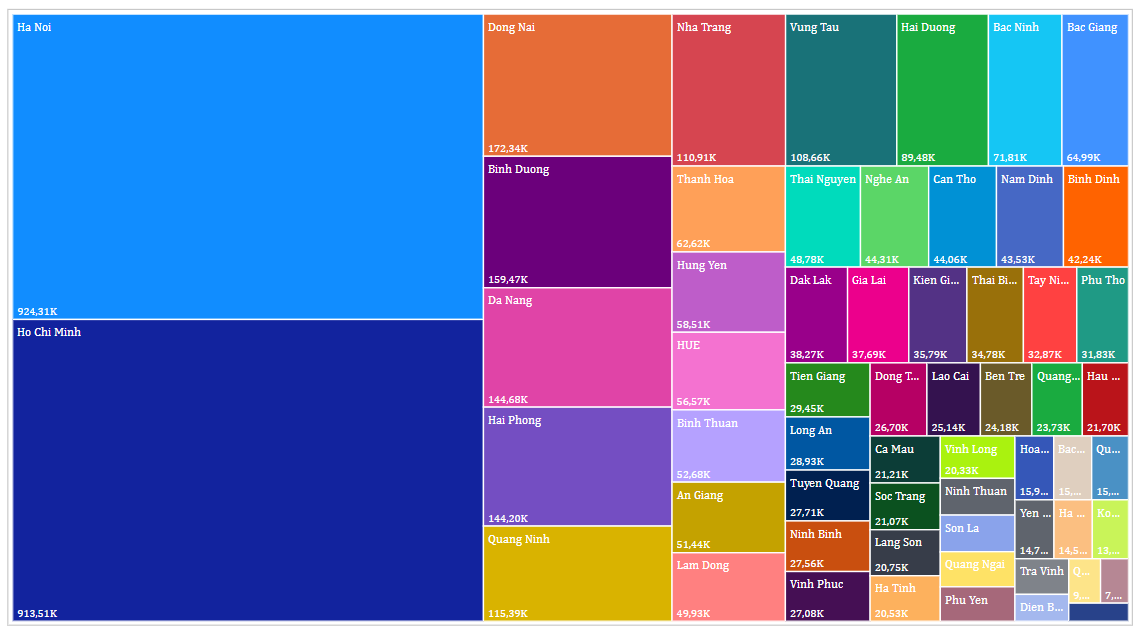 Ha Noi
924,31K
Ho Chi Minh
913,51K
Dong Nai
172,34K
Binh Duong
159,47K
Da Nang
144,68K
Hai Phong
144,20K
Quang Ninh
115,39K
Nha Trang
110,91K
Thanh Hoa
62,62K
Hung Yen
58,51K
HUE
56,57K
Binh Thuan
52,68K
An Giang
51,44K
Lam Dong
49,93K
Vung Tau
108,66K
Hai Duong
89,48K
Bac Ninh
71,81K
Bac Giang
64,99K
Thai Nguyen
48,78K
Nghe An
44,31K
Can Tho
44,06K
Nam Dinh
43,53K
Binh Dinh
42,24K
Dak Lak
38,27K
Gia Lai
37,69K
Kien Gi...
35,79K
Thai Bi...
34,78K
Tay Ni...
32,87K
Phu Tho
31,83K
Tien Giang
29,45K
Long An
28,93K
Tuyen Quang
27,71K
Ninh Binh
27,56K
Vinh Phuc
27,08K
Dong T...
26,70K
Lao Cai
25,14K
Ben Tre
24,18K
Quang...
23,73K
Hau ...
21,70K
Ca Mau
21,21K
Soc Trang
21,07K
Lang Son
20,75K
Ha Tinh
20,53K
Vinh Long
20,33K
Ninh Thuan
Son La
Quang Ngai
Phu Yen
Hoa...
15,9...
Bac...
15,...
Qu...
15,...
Yen ...
14,7...
Ha ...
14,5...
Ko...
13,...
Tra Vinh
Dien B...
Q...
9,...
7,...